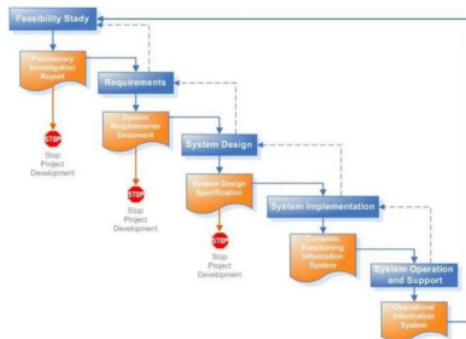 Feasibility Stady
Preliminary
Investigation
Report
Requirements
STOP
Stop
Project
Development
System
Requirements
Document
System Design
STOP
Stop
Project
Development
System Design
Specification
System Implementation
STOP
Stop
Project
Development
Complete
Functioning
Information
System
System Operation
and Support
Operational
Information
System